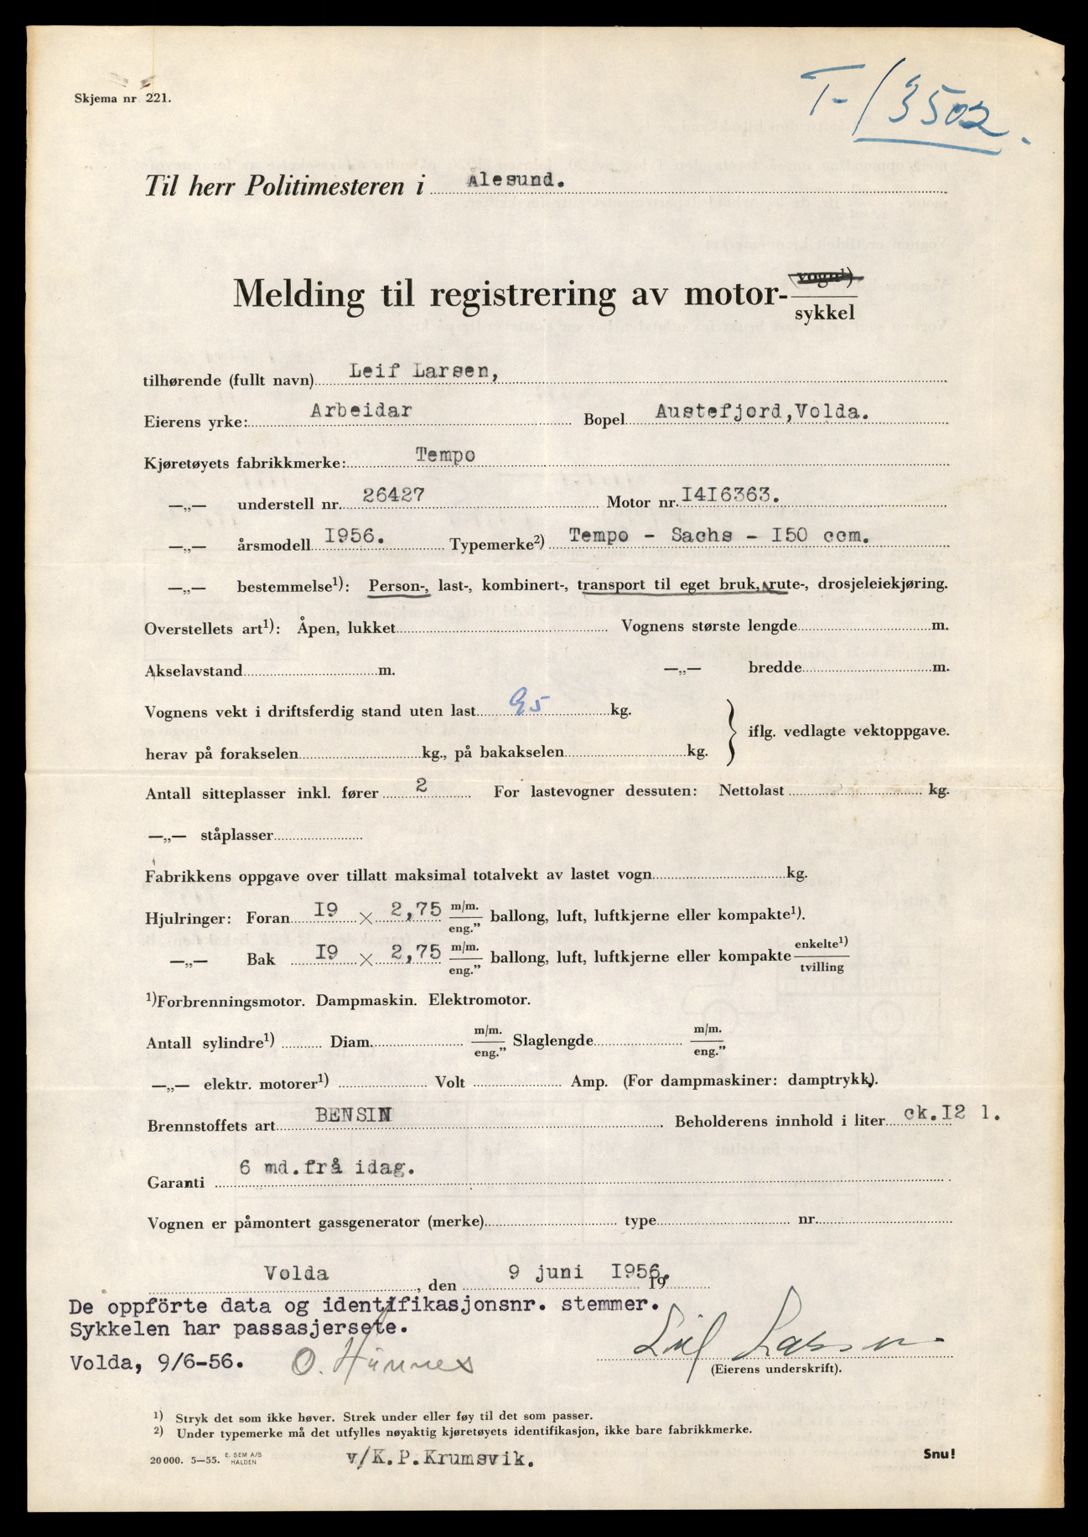 Skjema nr 221.
T-13502.
Til herr Politimesteren i Ålesund.
Melding til registrering av motor- vogn¹)
sykkel
tilhørende (fullt navn) Leif Larsen,
Eierens yrke: Arbeidar Bopel Austefjord,Volda.
Kjøretøyets fabrikkmerke: Tempo
—„— understell nr. 26427 Motor nr. I4I6363.
—„— årsmodell I956. Typemerke²) Tempo - Sachs - I50 ccm.
—„— bestemmelse¹): Person-, last-, kombinert-, transport til eget bruk, rute-, drosjeleiekjøring.
Overstellets art¹): Åpen, lukket Vognens største lengde m.
Akselavstand m. —„— bredde m.
Vognens vekt i driftsferdig stand uten last 95 kg.
iflg. vedlagte vektoppgave.
herav på forakselen kg., på bakakselen kg.
Antall sitteplasser inkl. fører 2 For lastevogner dessuten: Nettolast kg.
—„— ståplasser
Fabrikkens oppgave over tillatt maksimal totalvekt av lastet vogn kg.
Hjulringer: Foran I9 × 2,75 m/m. eng.” ballong, luft, luftkjerne eller kompakte¹).
—„— Bak I9 × 2,75 m/m. eng.” ballong, luft, luftkjerne eller kompakte enkelte¹) tvilling
¹)Forbrenningsmotor. Dampmaskin. Elektromotor.
Antall sylindre¹) Diam. m/m. eng.” Slaglengde m/m. eng.”
—„— elektr. motorer¹) Volt Amp. (For dampmaskiner: damptrykk).
Brennstoffets art BENSIN Beholderens innhold i liter ck.I2 l.
Garanti 6 md.frå idag.
Vognen er påmontert gassgenerator (merke) type nr.
Volda, den 9 juni I956. 19
De oppförte data og identifikasjonsnr. stemmer.
Sykkelen har passasjersete.
Volda, 9/6-56. O. Hunnes
Leif Larsen
(Eierens underskrift).
¹) Stryk det som ikke høver. Strek under eller føy til det som passer.
²) Under typemerke må det utfylles nøyaktig kjøretøyets identifikasjon, ikke bare fabrikkmerke.
20000. 5—55. E. SEM A/S HALDEN
v/K.P.Krumsvik.
Snu!